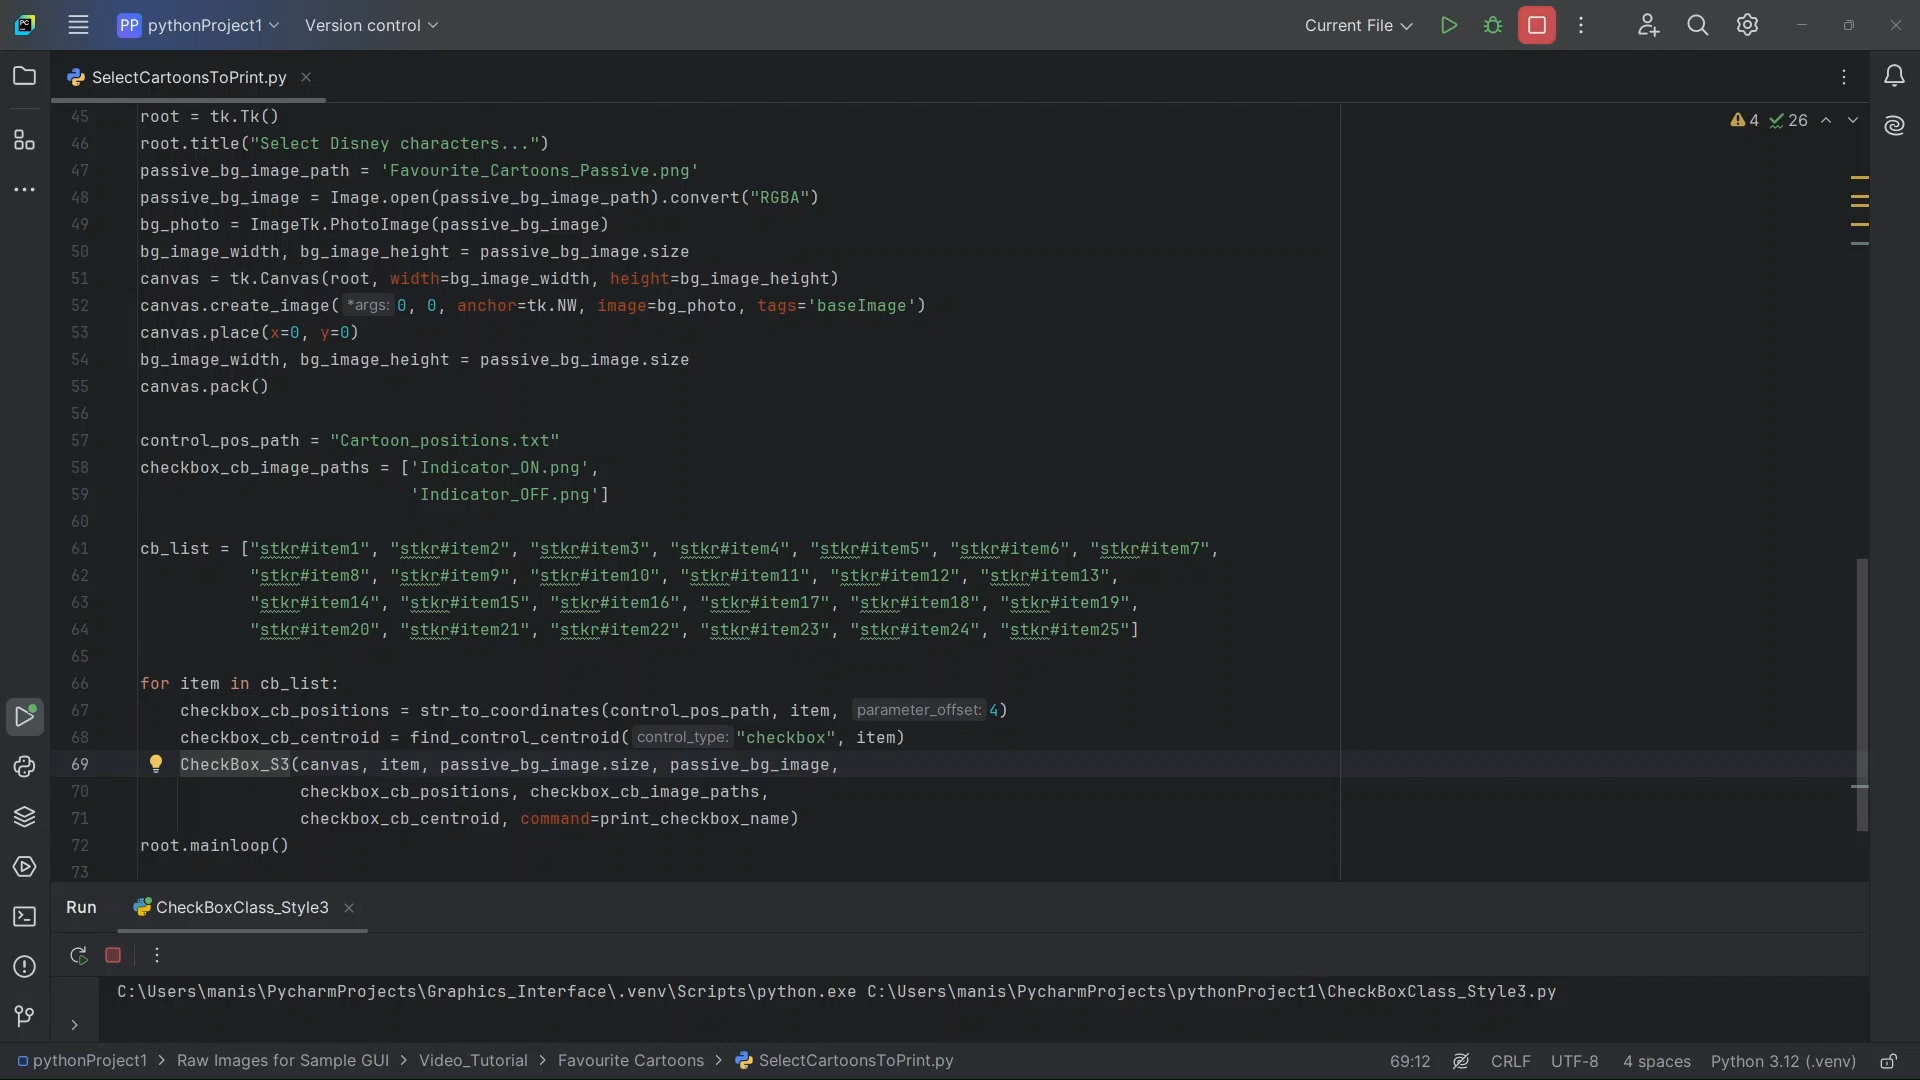 PP pythonProject1 Version control Current File
SelectCartoonsToPrint.py
4 26
45 root = tk.Tk()
46 root.title("Select Disney characters...")
47 passive_bg_image_path = 'Favourite_Cartoons_Passive.png'
48 passive_bg_image = Image.open(passive_bg_image_path).convert("RGBA")
49 bg_photo = ImageTk.PhotoImage(passive_bg_image)
50 bg_image_width, bg_image_height = passive_bg_image.size
51 canvas = tk.Canvas(root, width=bg_image_width, height=bg_image_height)
52 canvas.create_image( *args: 0, 0, anchor=tk.NW, image=bg_photo, tags='baseImage')
53 canvas.place(x=0, y=0)
54 bg_image_width, bg_image_height = passive_bg_image.size
55 canvas.pack()
56
57 control_pos_path = "Cartoon_positions.txt"
58 checkbox_cb_image_paths = ['Indicator_ON.png',
59 'Indicator_OFF.png']
60
61 cb_list = ["stkr#item1", "stkr#item2", "stkr#item3", "stkr#item4", "stkr#item5", "stkr#item6", "stkr#item7",
62 "stkr#item8", "stkr#item9", "stkr#item10", "stkr#item11", "stkr#item12", "stkr#item13",
63 "stkr#item14", "stkr#item15", "stkr#item16", "stkr#item17", "stkr#item18", "stkr#item19",
64 "stkr#item20", "stkr#item21", "stkr#item22", "stkr#item23", "stkr#item24", "stkr#item25"]
65
66 for item in cb_list:
67 checkbox_cb_positions = str_to_coordinates(control_pos_path, item, parameter_offset: 4)
68 checkbox_cb_centroid = find_control_centroid( control_type: "checkbox", item)
69 CheckBox_S3(canvas, item, passive_bg_image.size, passive_bg_image,
70 checkbox_cb_positions, checkbox_cb_image_paths,
71 checkbox_cb_centroid, command=print_checkbox_name)
72 root.mainloop()
73
Run CheckBoxClass_Style3
C:\Users\manis\PycharmProjects\Graphics_Interface\.venv\Scripts\python.exe C:\Users\manis\PycharmProjects\pythonProject1\CheckBoxClass_Style3.py
pythonProject1 > Raw Images for Sample GUI > Video_Tutorial > Favourite Cartoons > SelectCartoonsToPrint.py 69:12 CRLF UTF-8 4 spaces Python 3.12 (.venv)